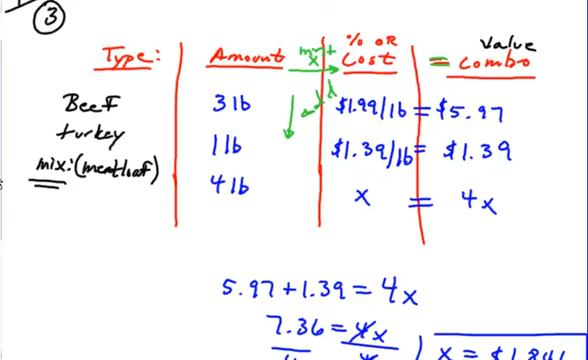 ③
Type: Amount mult x % OR Cost = Value Combo
add
Beef 3 lb $1.99/lb = $5.97
turkey 1 lb $1.39/lb = $1.39
mix: (meatloaf) 4 lb x = 4x
5.97 + 1.39 = 4x
7.36 = 4x
x = $1.84